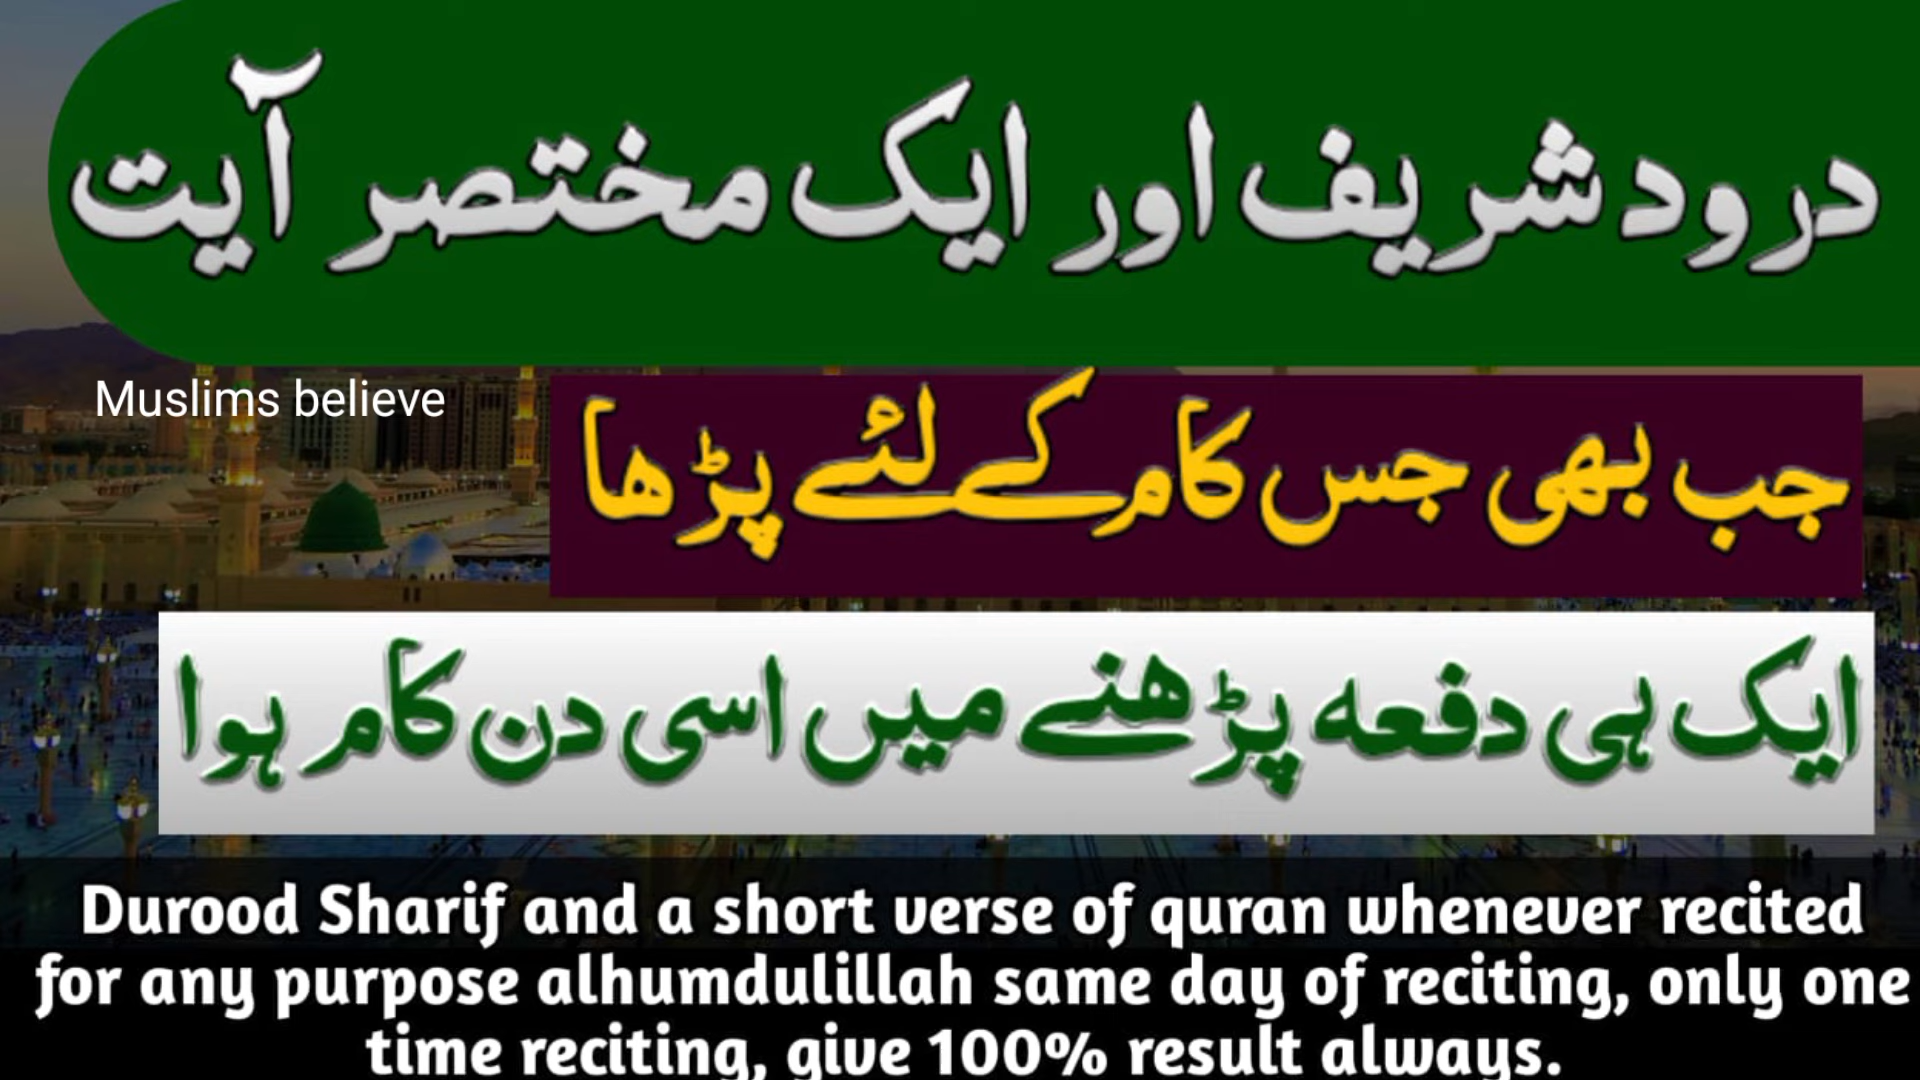 درود شریف اور ایک مختصر آیت
Muslims believe
جب بھی جس کام کے لئے پڑھا
ایک ہی دفعہ پڑھنے میں اسی دن کام ہوا
Durood Sharif and a short verse of quran whenever recited
for any purpose alhumdulillah same day of reciting, only one
time reciting, give 100% result always.